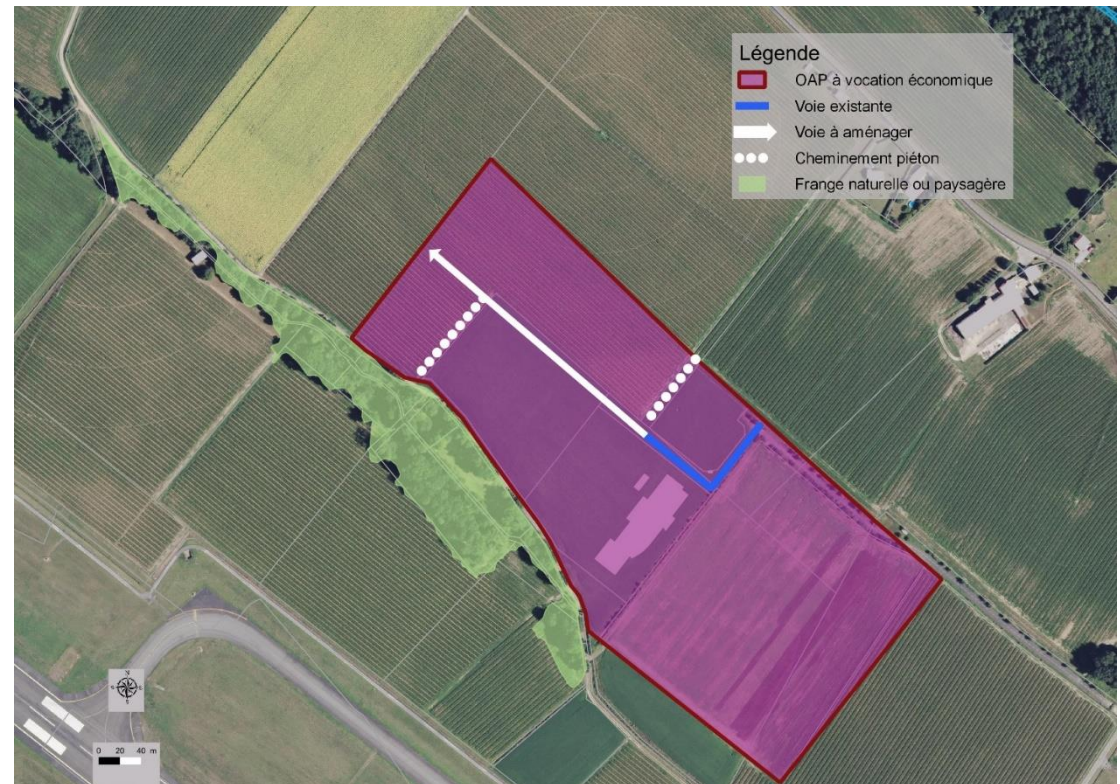 Légende
OAP à vocation économique
Voie existante
Voie à aménager
Cheminement piéton
Frange naturelle ou paysagère
0 20 40 m